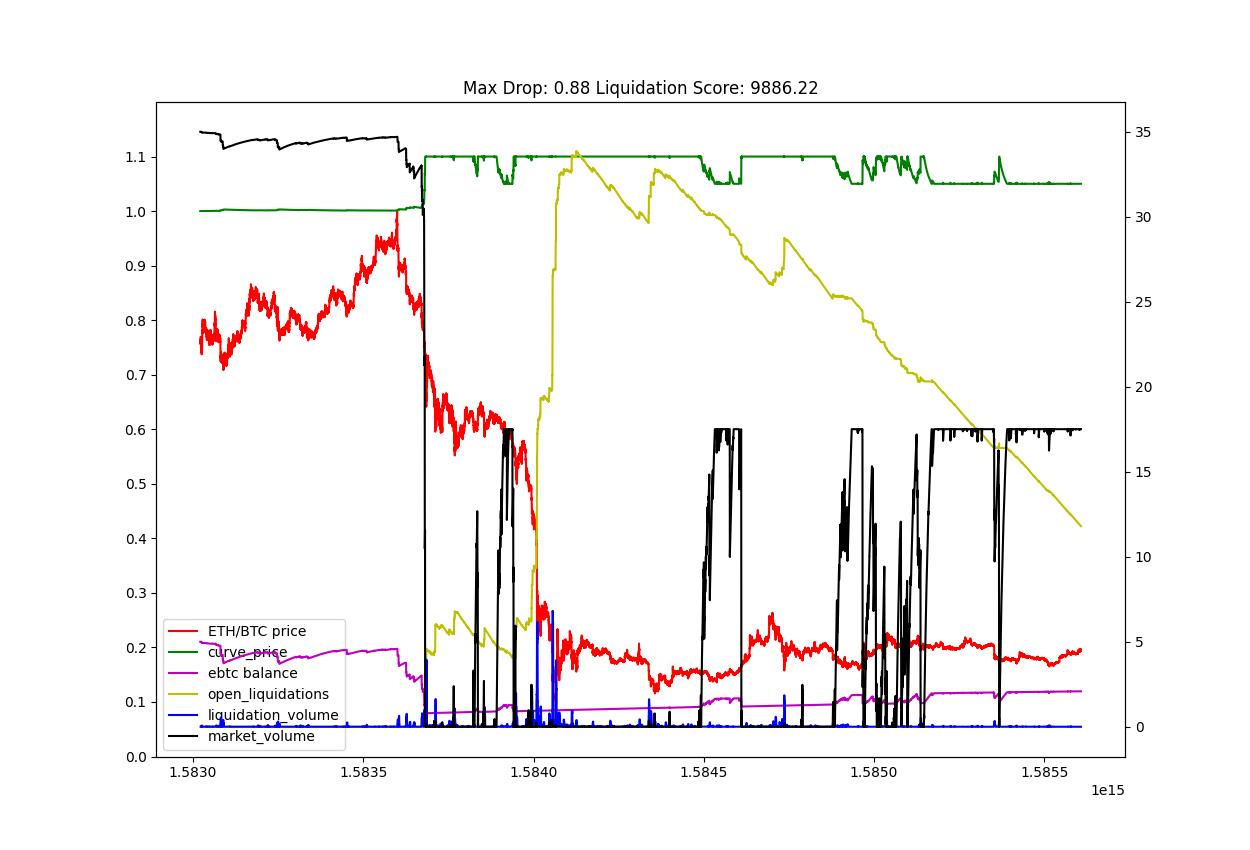 Max Drop: 0.88 Liquidation Score: 9886.22
1.1
1.0
0.9
0.8
0.7
0.6
0.5
0.4
0.3
0.2
0.1
0.0
35
30
25
20
15
10
5
0
ETH/BTC price
curve_price
ebtc balance
open_liquidations
liquidation_volume
market_volume
1.5830 1.5835 1.5840 1.5845 1.5850 1.5855
1e15